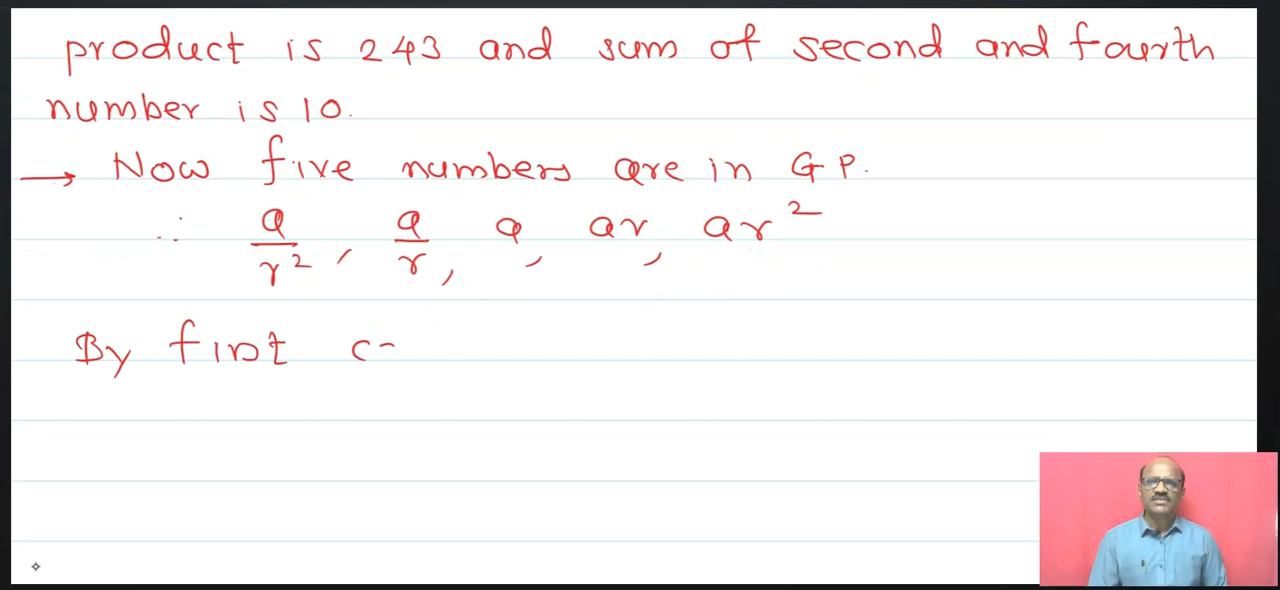 product is 243 and sum of second and fourth
number is 10.
→ Now five numbers are in G P.
∴ a/r², a/r, a, ar, ar²
By first c